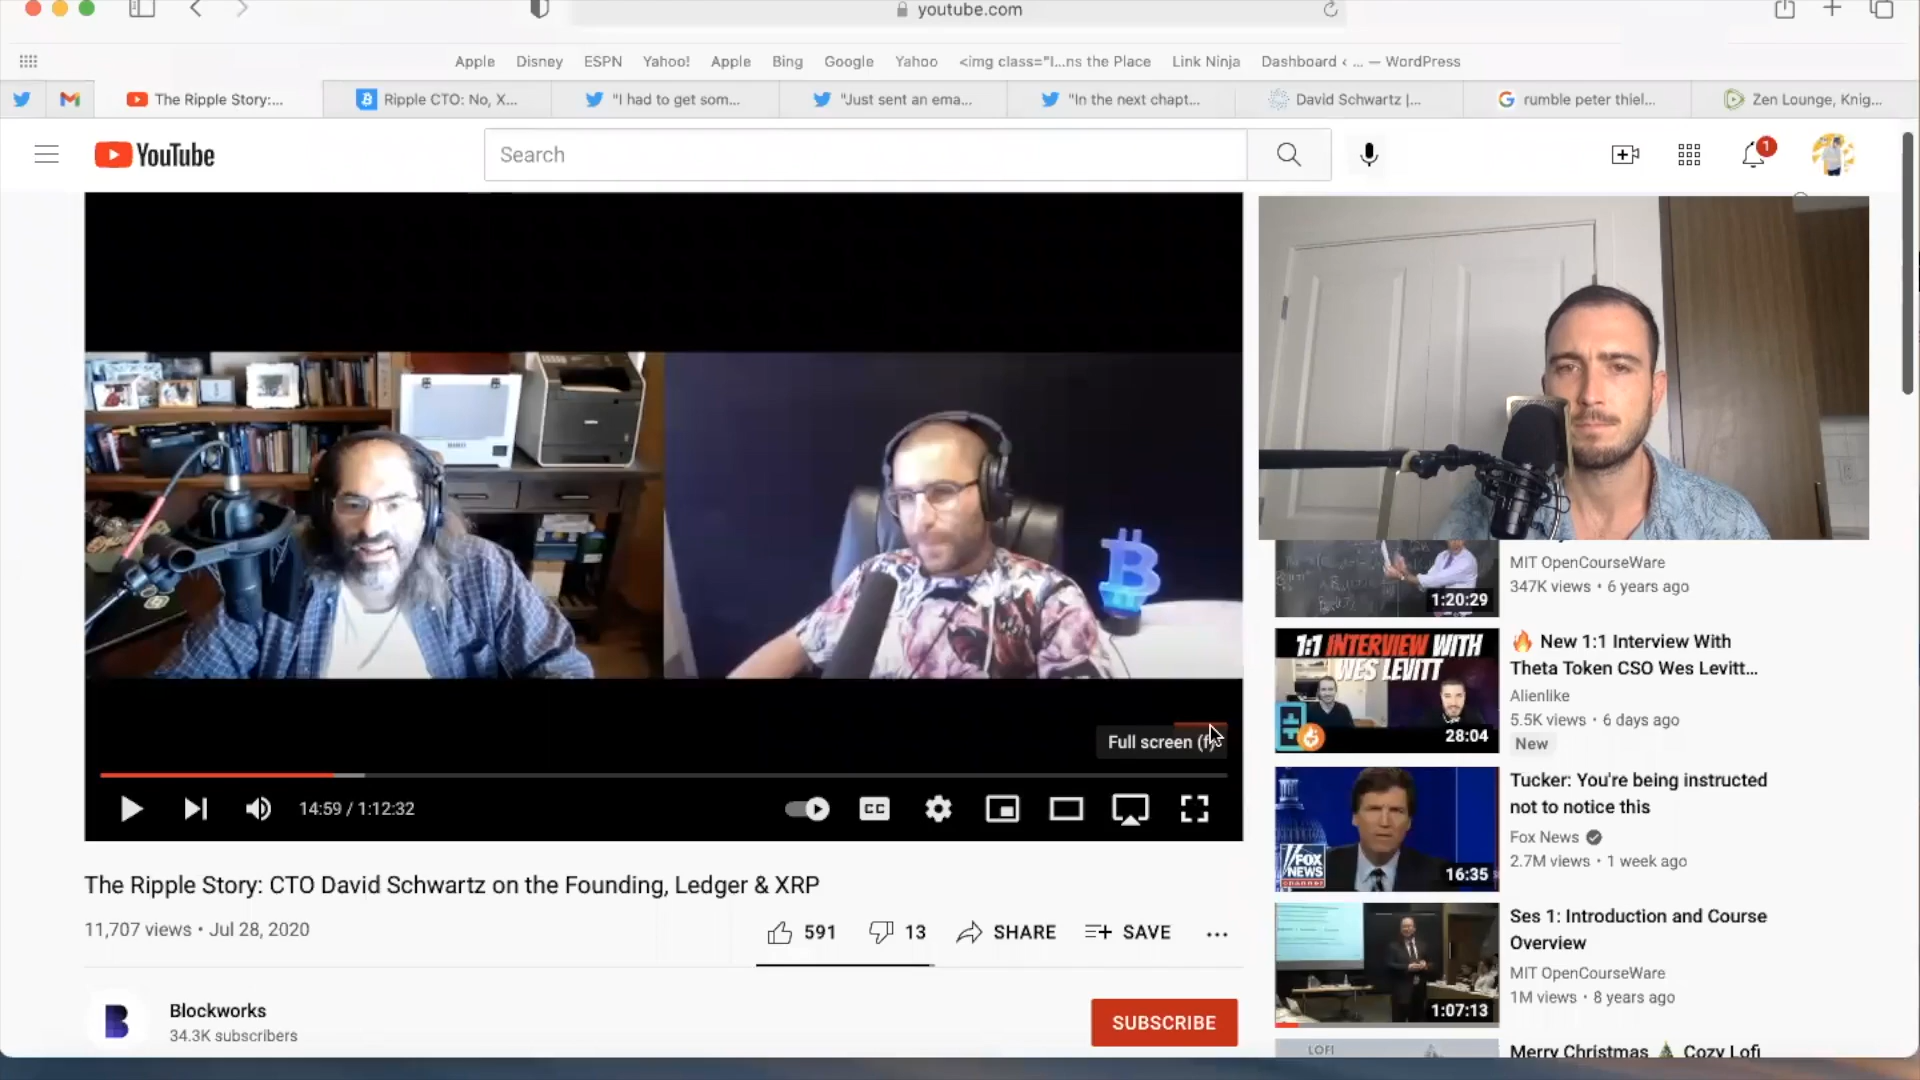 youtube.com
Apple Disney ESPN Yahoo! Apple Bing Google Yahoo <img class="l...ns the Place Link Ninja Dashboard ‹ ... — WordPress
The Ripple Story:... Ripple CTO: No, X... "I had to get som... "Just sent an ema... "In the next chapt... David Schwartz |... rumble peter thiel... Zen Lounge, Knig...
YouTube
Search
1
Full screen (f)
14:59 / 1:12:32
CC
The Ripple Story: CTO David Schwartz on the Founding, Ledger & XRP
11,707 views • Jul 28, 2020
591 13 SHARE SAVE
Blockworks
34.3K subscribers
SUBSCRIBE
1:20:29
MIT OpenCourseWare
347K views • 6 years ago
1:1 INTERVIEW WITH
WES LEVITT
28:04
🔥 New 1:1 Interview With
Theta Token CSO Wes Levitt...
Alienlike
5.5K views • 6 days ago
New
FOX
NEWS
channel
16:35
Tucker: You're being instructed
not to notice this
Fox News
2.7M views • 1 week ago
1:07:13
Ses 1: Introduction and Course
Overview
MIT OpenCourseWare
1M views • 8 years ago
LOFI
Merry Christmas 🎄 Cozy Lofi